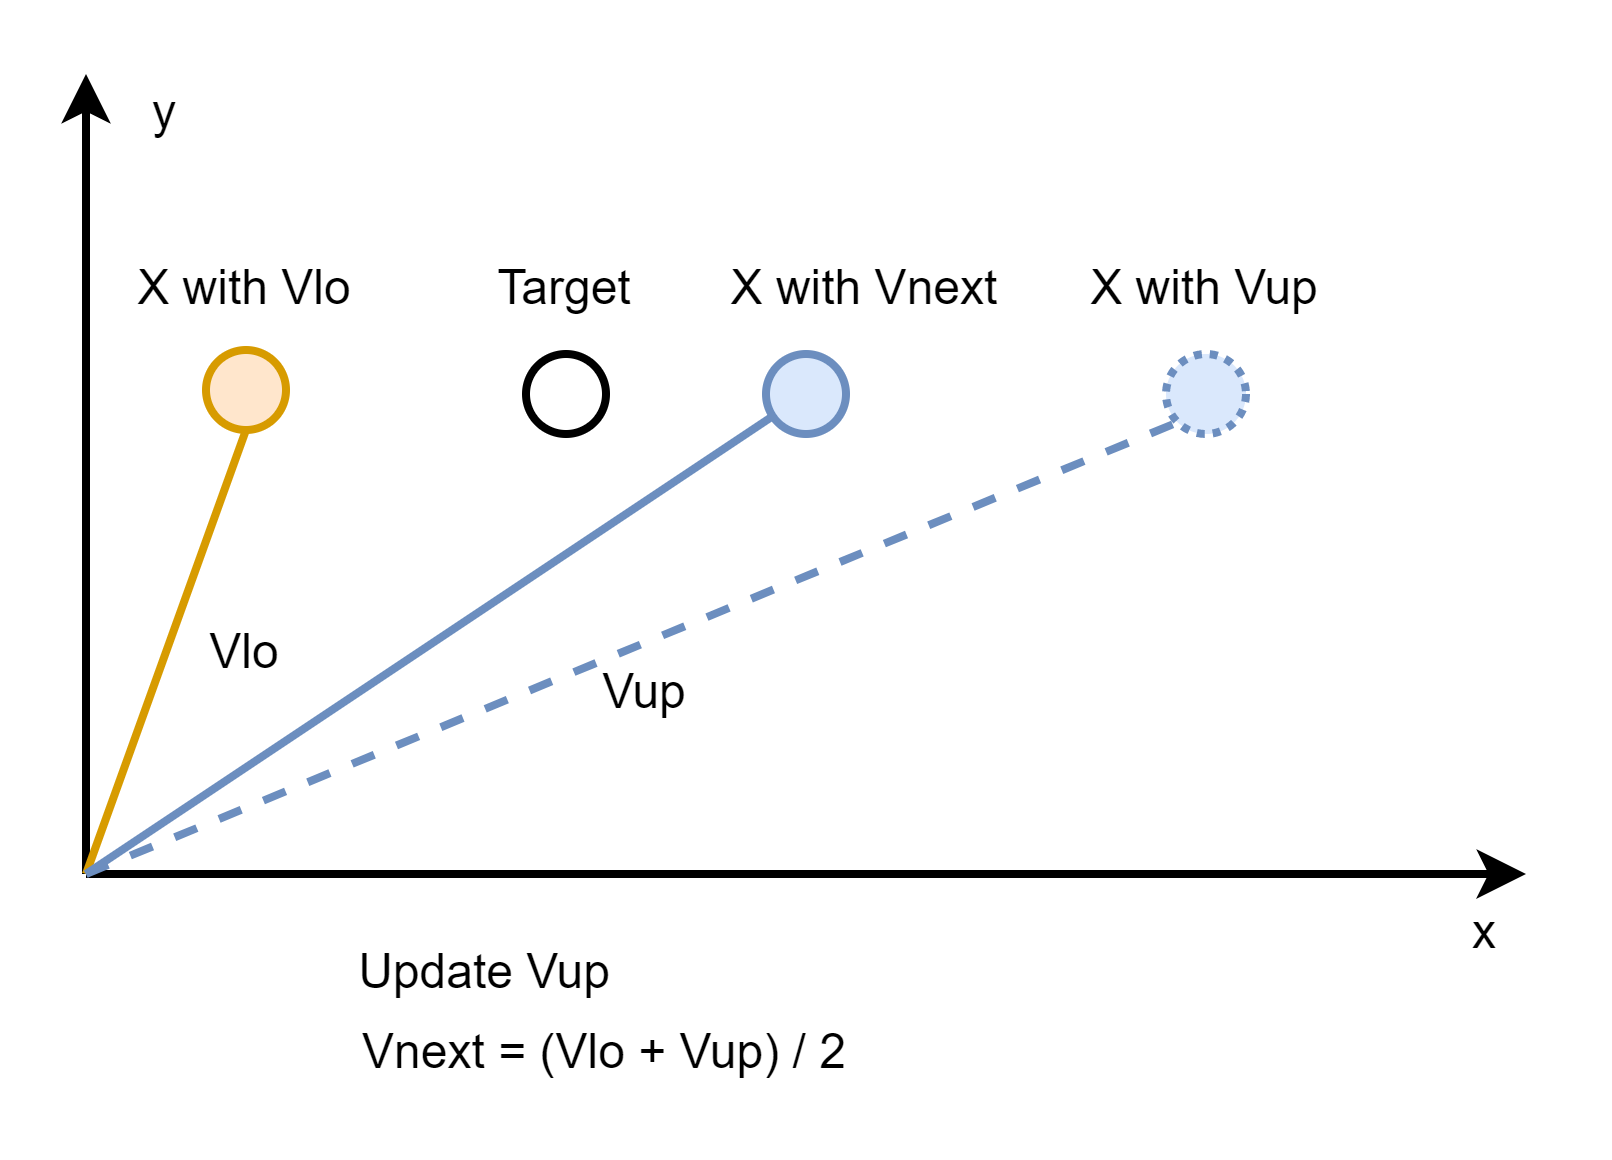 y
X with Vlo
Target
X with Vnext
X with Vup
Vlo
Vup
x
Update Vup
Vnext = (Vlo + Vup) / 2